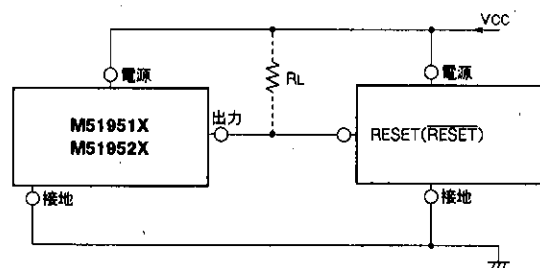 VCC
電源
電源
RL
M51951X
M51952X
出力
RESET(RESET)
接地
接地